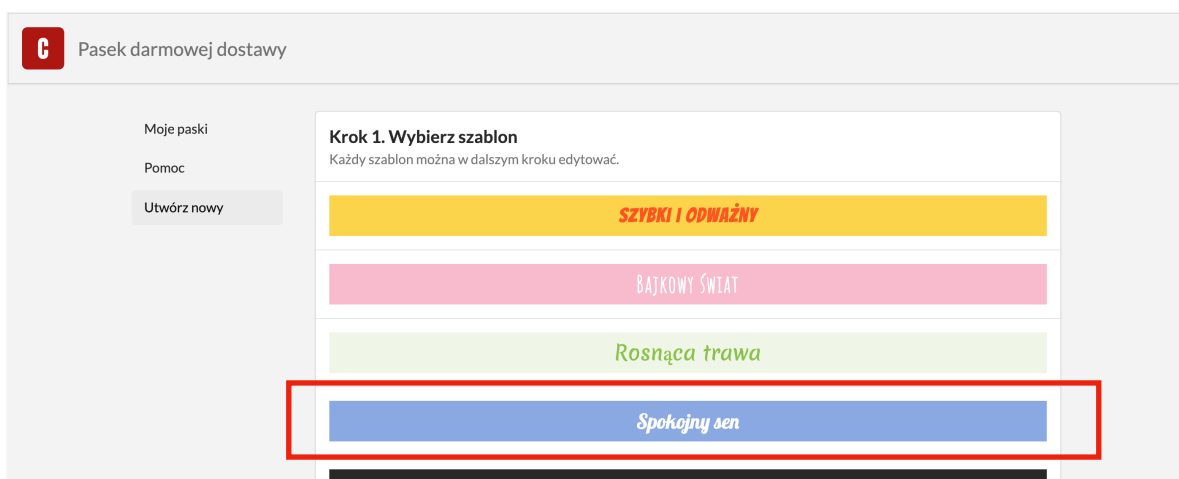 C
Pasek darmowej dostawy
Moje paski
Pomoc
Utwórz nowy
Krok 1. Wybierz szablon
Każdy szablon można w dalszym kroku edytować.
SZYBKI I ODWAŻNY
Bajkowy Świat
Rosnąca trawa
Spokojny sen